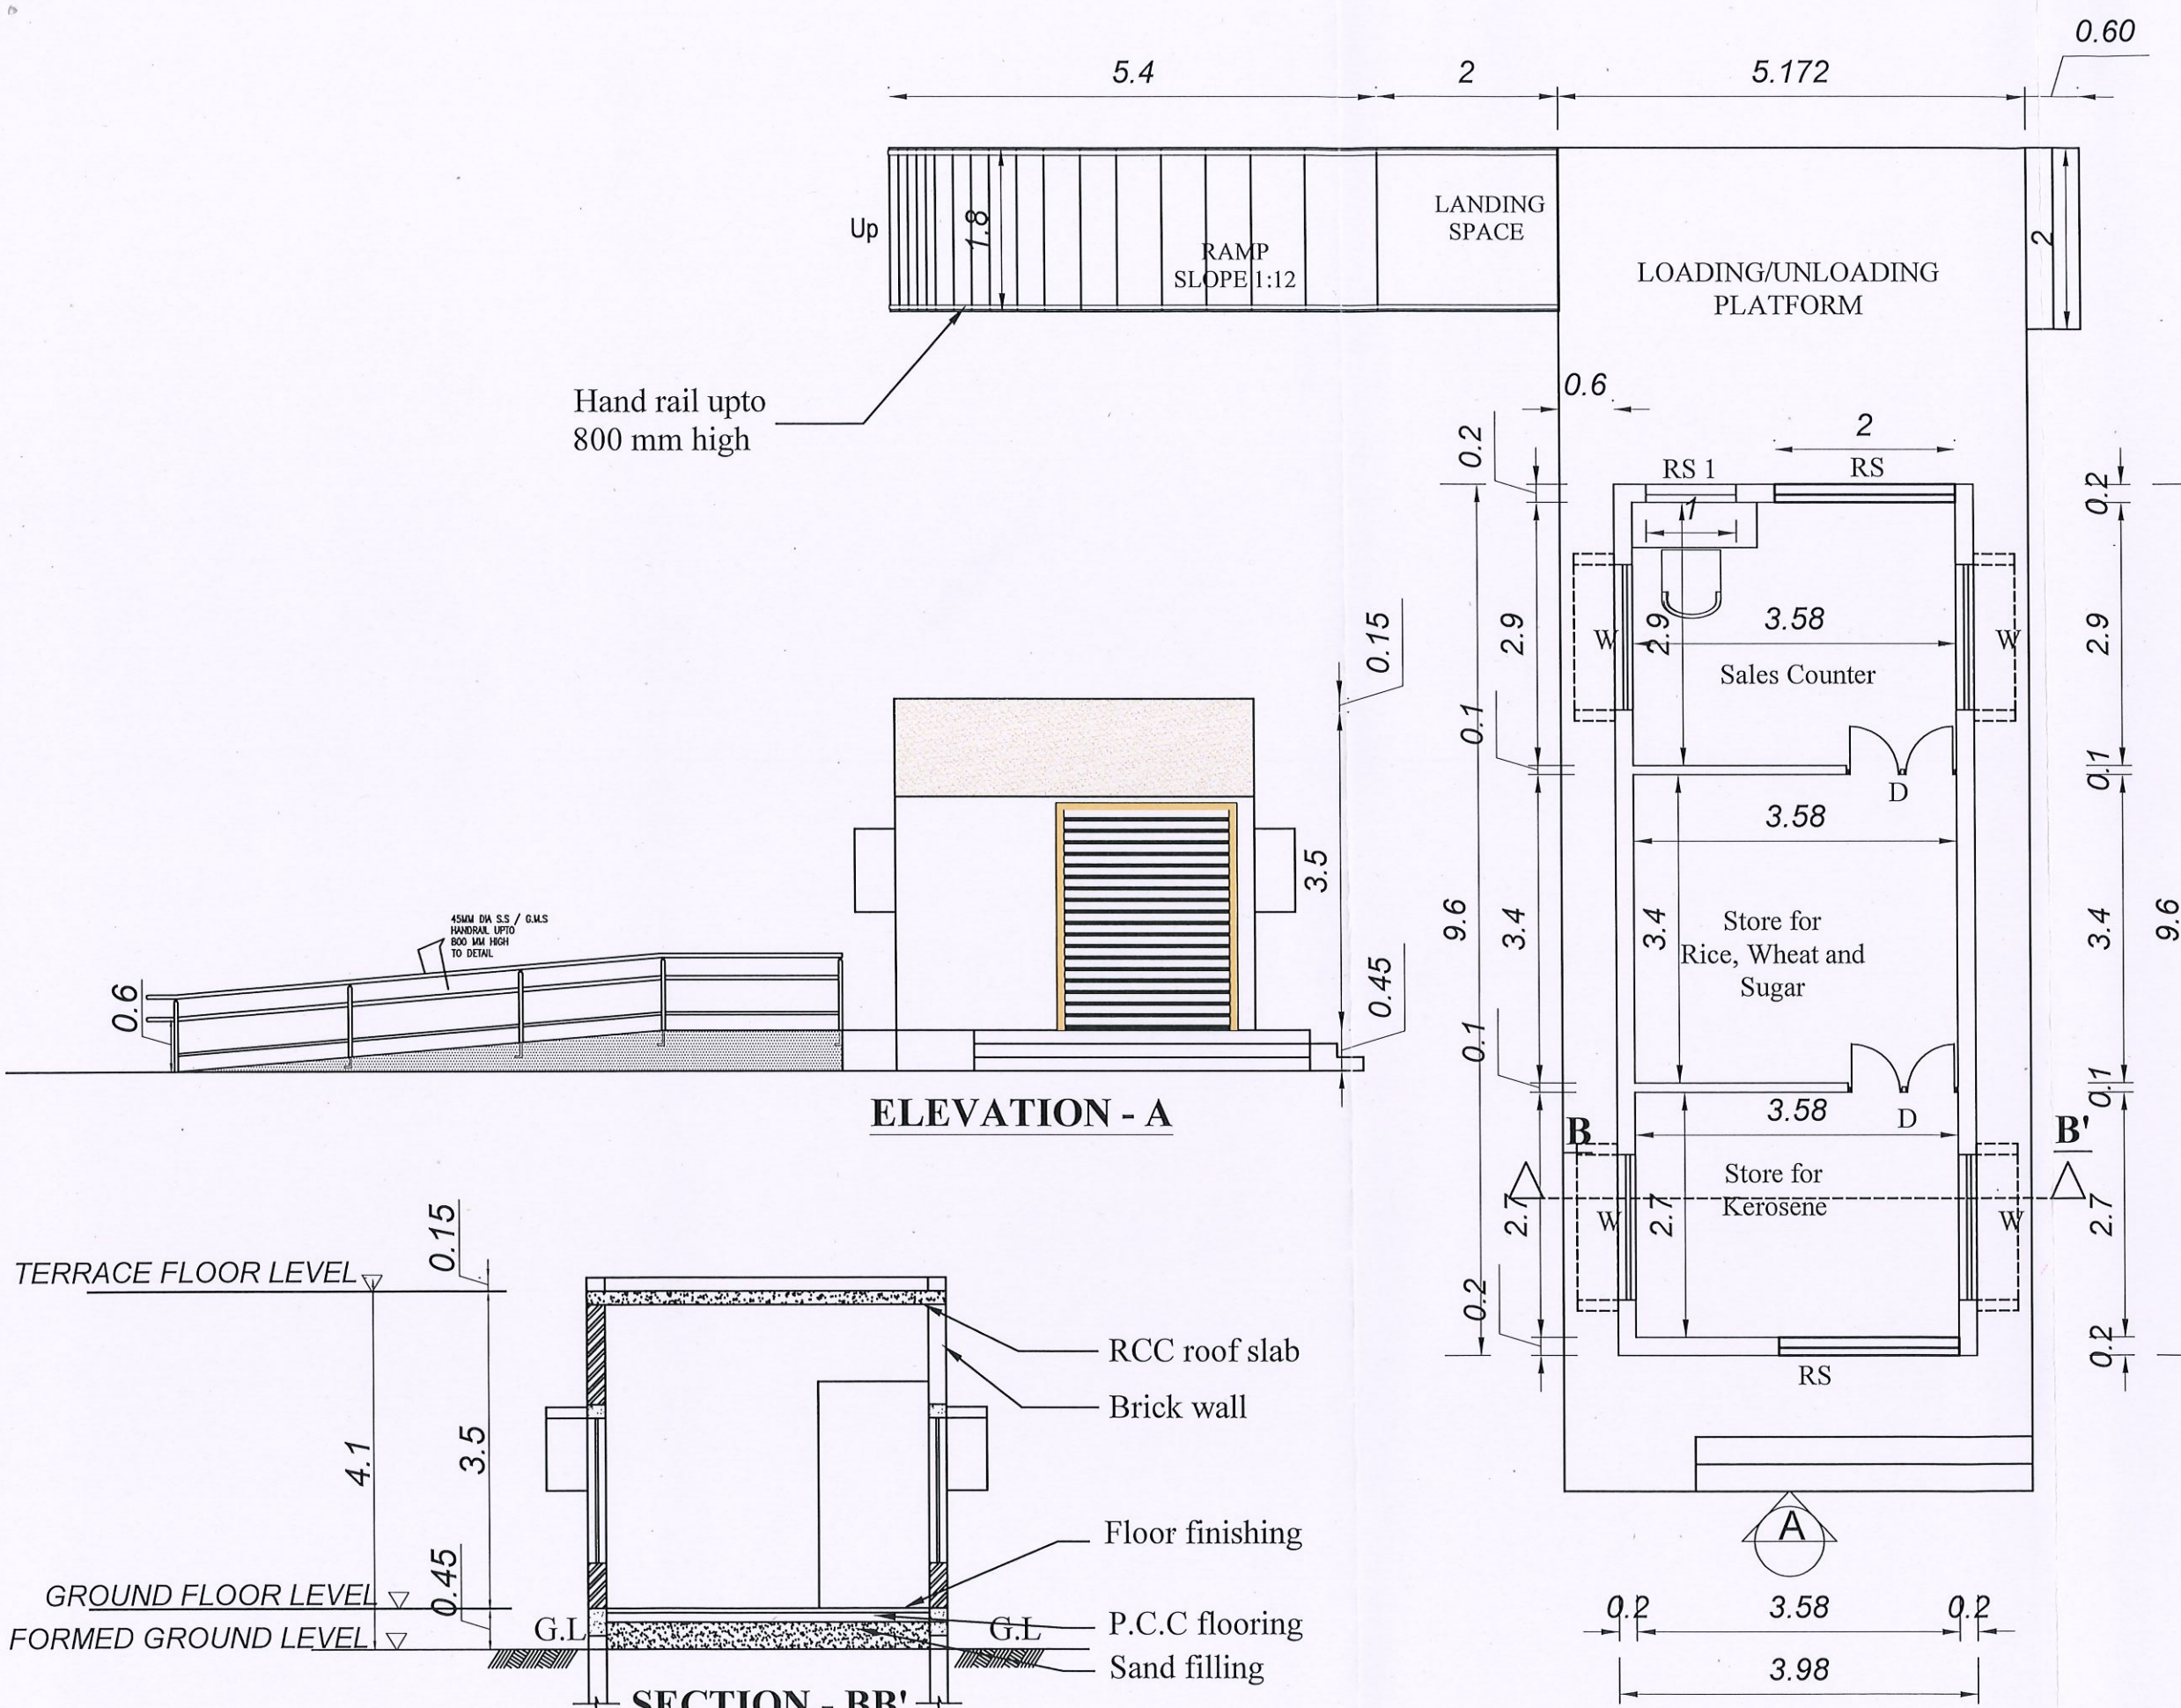 0.60
5.4
2
5.172
Up
1.8
RAMP
SLOPE 1:12
LANDING
SPACE
LOADING/UNLOADING
PLATFORM
2
Hand rail upto
800 mm high
0.6
0.2
2
RS 1
RS
0.2
1
2.9
W
2.9
3.58
Sales Counter
W
2.9
0.1
D
0.1
3.58
9.6
3.4
3.4
Store for
Rice, Wheat and
Sugar
3.4
9.6
0.1
3.58
D
0.1
B
B'
2.7
W
2.7
Store for
Kerosene
W
2.7
0.2
RS
0.2
A
0.2
3.58
0.2
3.98
0.15
3.5
0.45
45MM DIA S.S / G.M.S
HANDRAIL UPTO
800 MM HIGH
TO DETAIL
0.6
ELEVATION - A
0.15
TERRACE FLOOR LEVEL
4.1
3.5
0.45
GROUND FLOOR LEVEL
FORMED GROUND LEVEL
G.L
G.L
RCC roof slab
Brick wall
Floor finishing
P.C.C flooring
Sand filling
SECTION - BB'